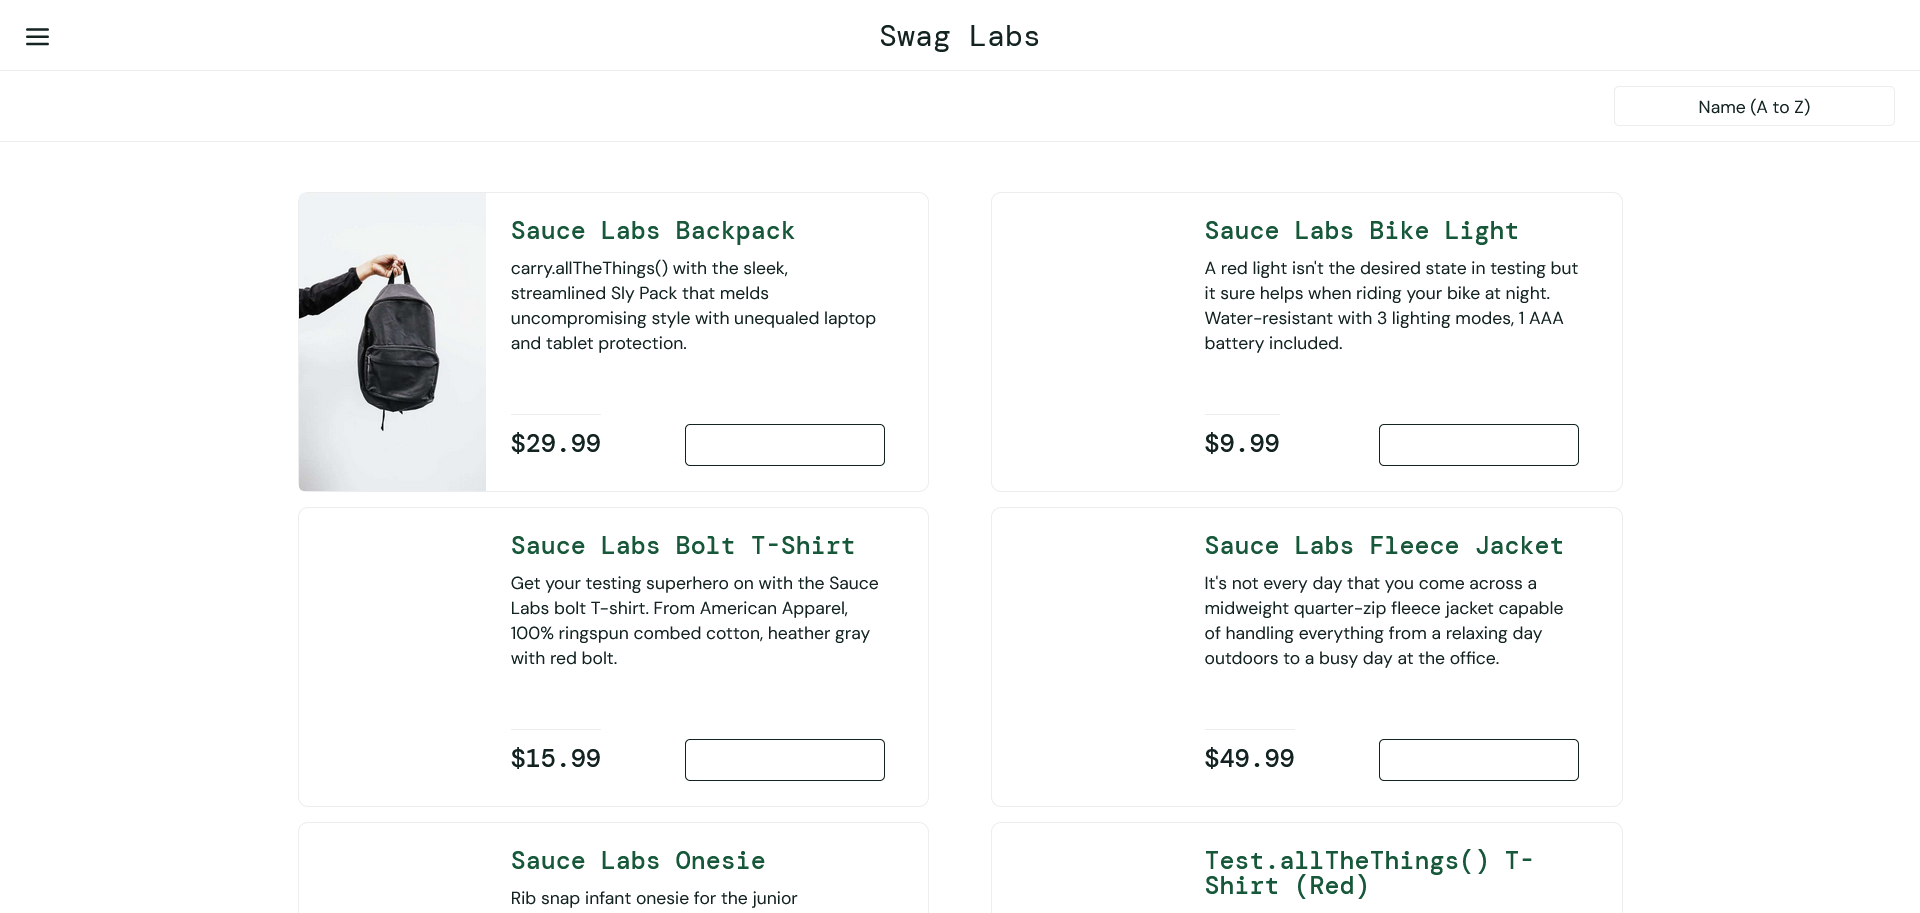 Swag Labs
Name (A to Z)
Sauce Labs Backpack
carry.allTheThings() with the sleek,
streamlined Sly Pack that melds
uncompromising style with unequaled laptop
and tablet protection.
$29.99
Sauce Labs Bike Light
A red light isn't the desired state in testing but
it sure helps when riding your bike at night.
Water-resistant with 3 lighting modes, 1 AAA
battery included.
$9.99
Sauce Labs Bolt T-Shirt
Get your testing superhero on with the Sauce
Labs bolt T-shirt. From American Apparel,
100% ringspun combed cotton, heather gray
with red bolt.
$15.99
Sauce Labs Fleece Jacket
It's not every day that you come across a
midweight quarter-zip fleece jacket capable
of handling everything from a relaxing day
outdoors to a busy day at the office.
$49.99
Sauce Labs Onesie
Rib snap infant onesie for the junior
Test.allTheThings() T-
Shirt (Red)